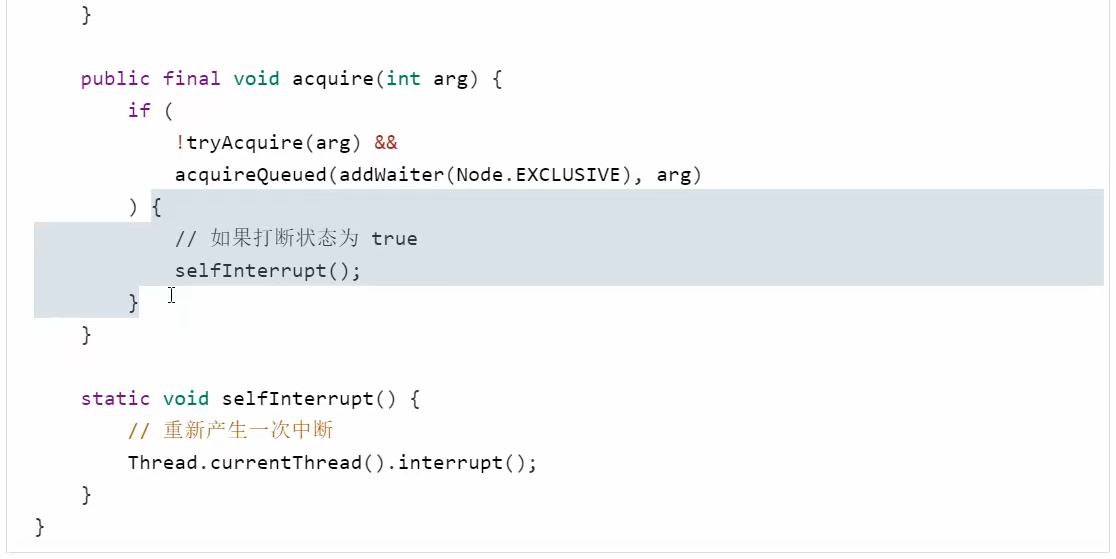 }
public final void acquire(int arg) {
if (
!tryAcquire(arg) &&
acquireQueued(addWaiter(Node.EXCLUSIVE), arg)
) {
// 如果打断状态为 true
selfInterrupt();
}
}
static void selfInterrupt() {
// 重新产生一次中断
Thread.currentThread().interrupt();
}
}